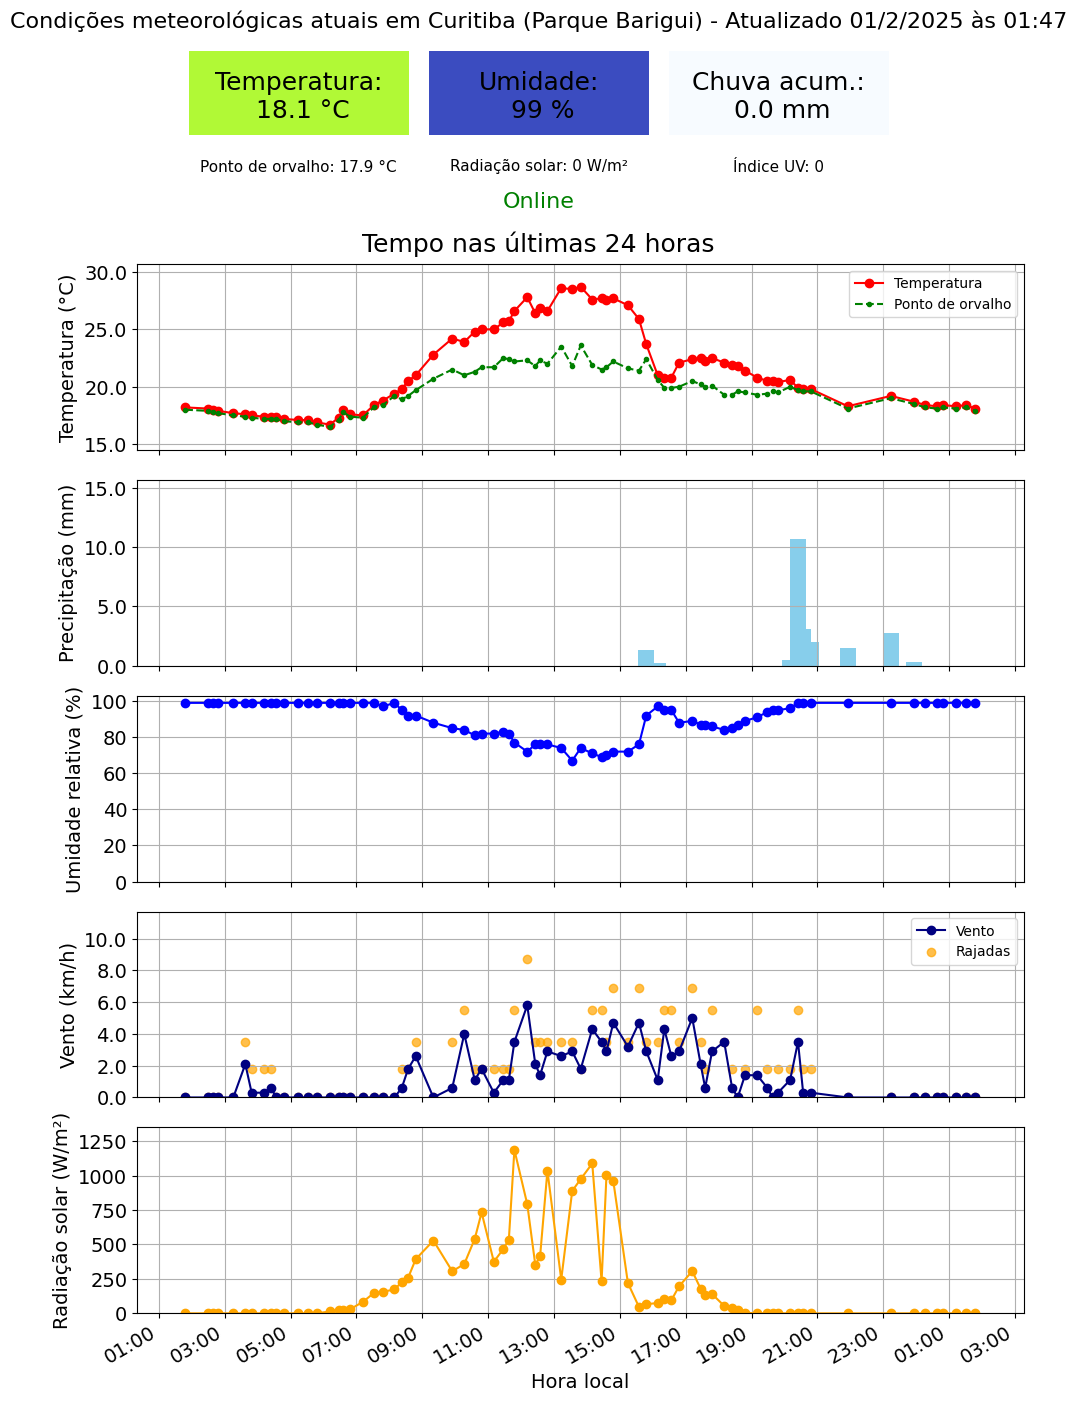 Condições meteorológicas atuais em Curitiba (Parque Barigui) - Atualizado 01/2/2025 às 01:47
Temperatura:
18.1 °C
Umidade:
99 %
Chuva acum.:
0.0 mm
Ponto de orvalho: 17.9 °C
Radiação solar: 0 W/m²
Índice UV: 0
Online
Tempo nas últimas 24 horas
Temperatura (°C)
30.0
25.0
20.0
15.0
Temperatura
Ponto de orvalho
Precipitação (mm)
15.0
10.0
5.0
0.0
Umidade relativa (%)
100
80
60
40
20
0
Vento (km/h)
10.0
8.0
6.0
4.0
2.0
0.0
Vento
Rajadas
Radiação solar (W/m²)
1250
1000
750
500
250
0
01:00 03:00 05:00 07:00 09:00 11:00 13:00 15:00 17:00 19:00 21:00 23:00 01:00 03:00
Hora local